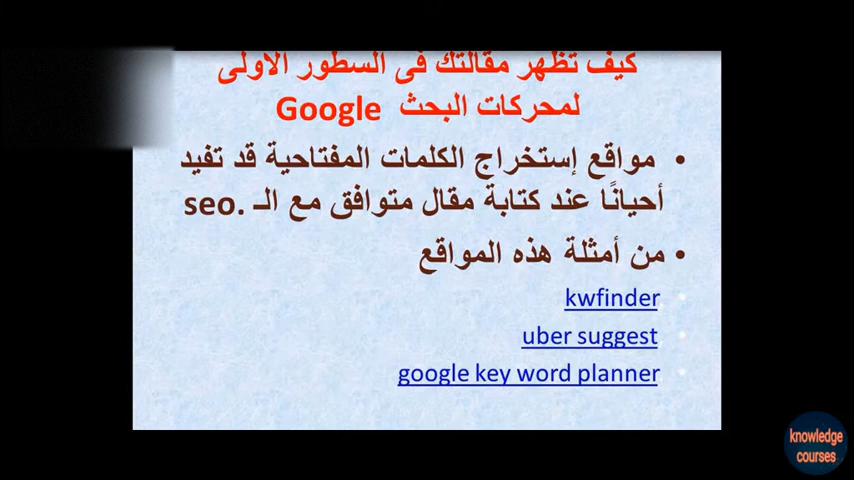 كيف تظهر مقالتك فى السطور الاولى
لمحركات البحث Google
• مواقع إستخراج الكلمات المفتاحية قد تفيد
أحيانًا عند كتابة مقال متوافق مع الـ seo.
• من أمثلة هذه المواقع
kwfinder
uber suggest
google key word planner
knowledge
courses